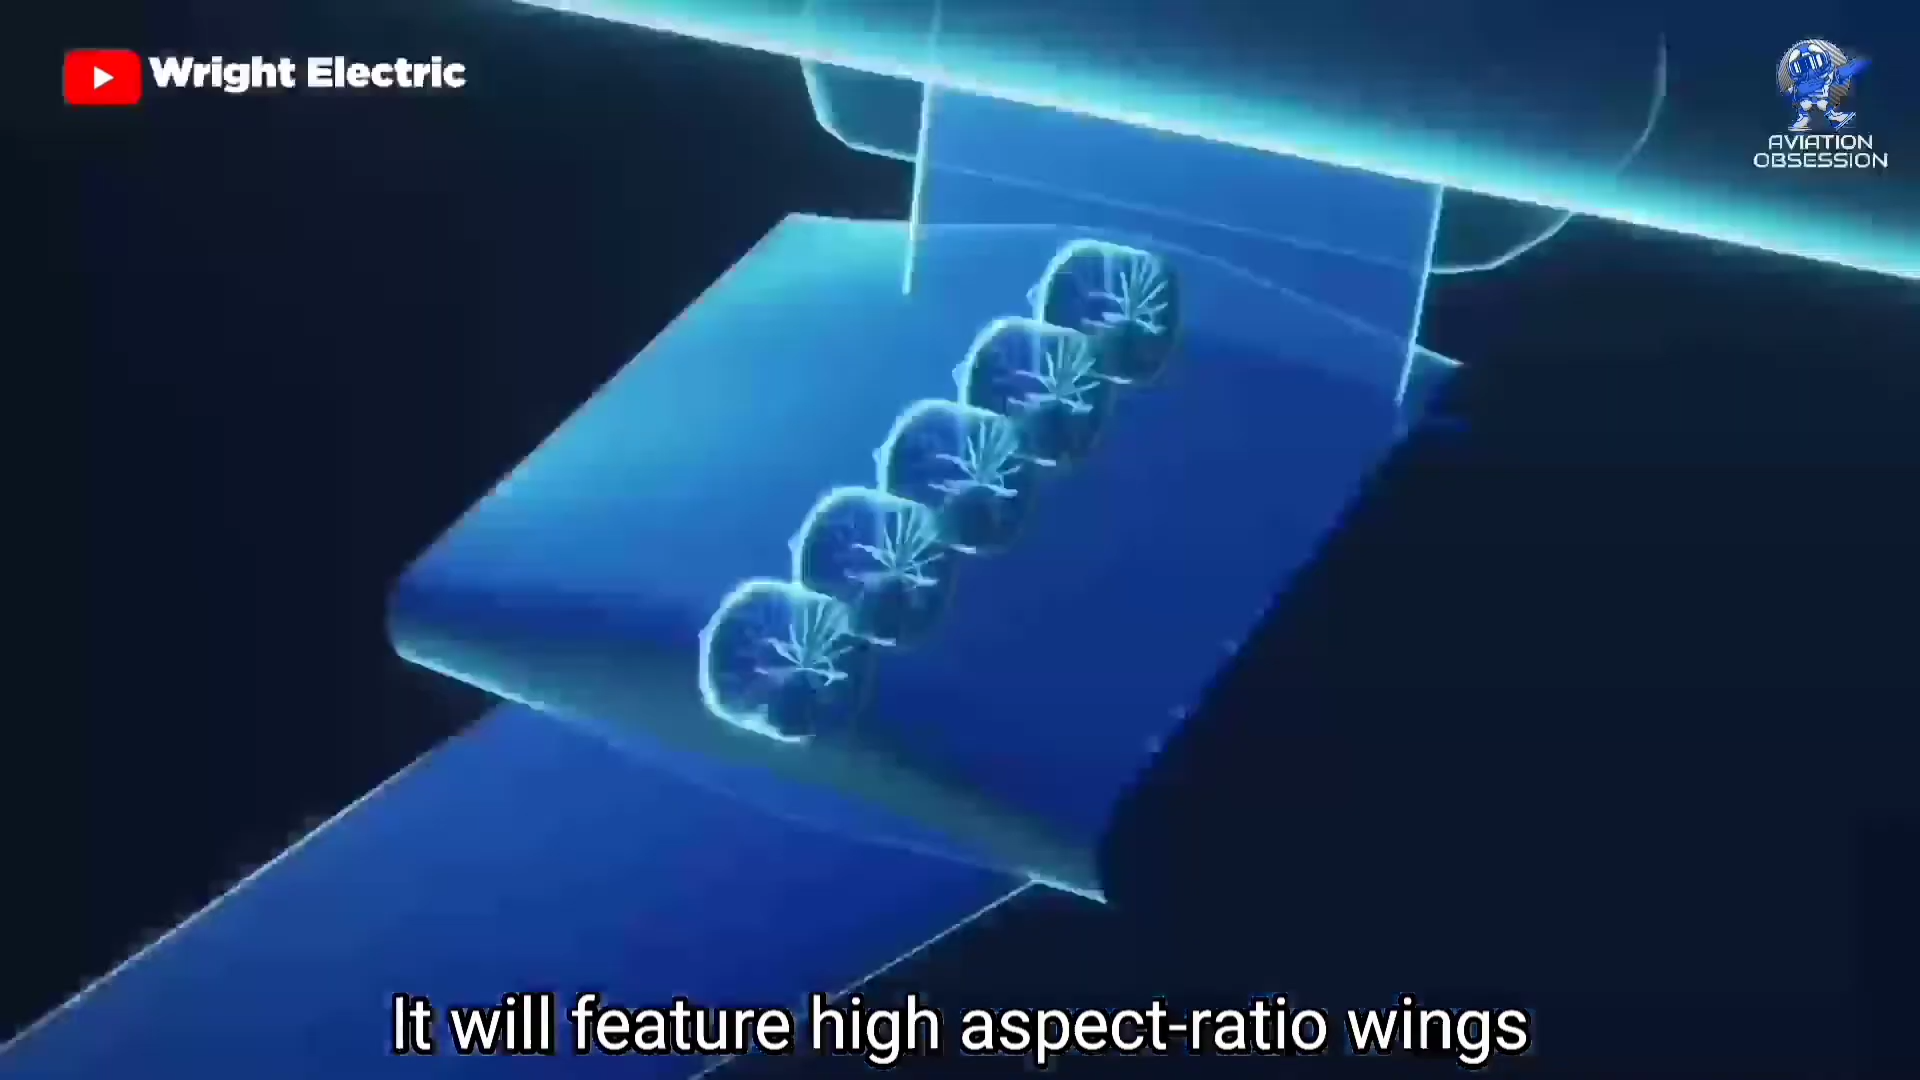 Wright Electric
AVIATION
OBSESSION
It will feature high aspect-ratio wings